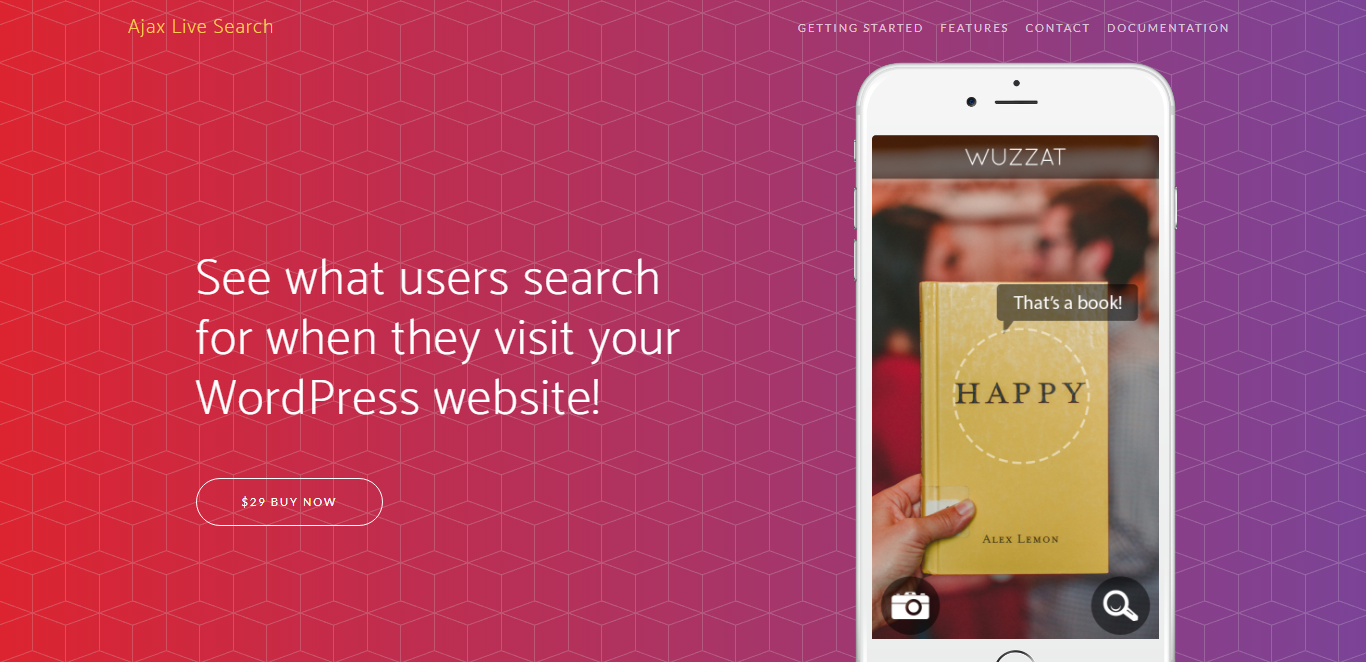 Ajax Live Search
GETTING STARTED FEATURES CONTACT DOCUMENTATION
WUZZAT
That's a book!
HAPPY
ALEX LEMON
See what users search
for when they visit your
WordPress website!
$29 BUY NOW